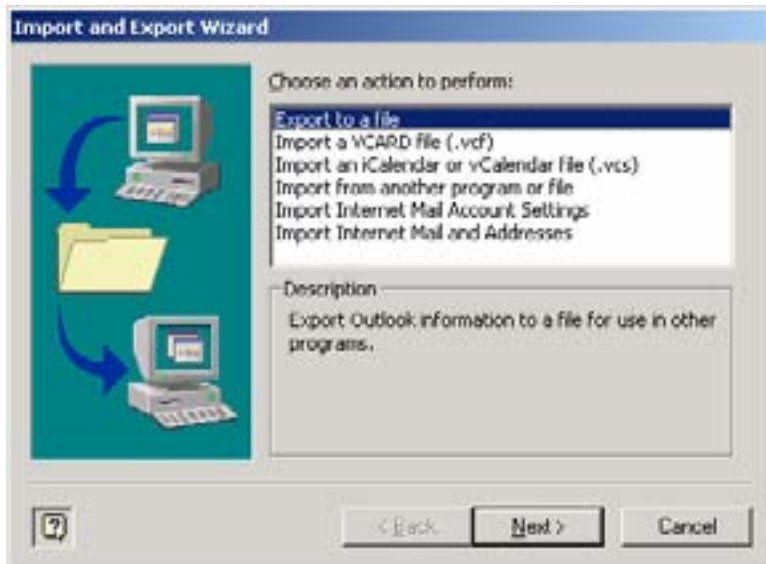 Import and Export Wizard
Choose an action to perform:
Export to a file
Import a VCARD file (.vcf)
Import an iCalendar or vCalendar file (.vcs)
Import from another program or file
Import Internet Mail Account Settings
Import Internet Mail and Addresses
Description
Export Outlook information to a file for use in other
programs.
?
< Back
Next >
Cancel